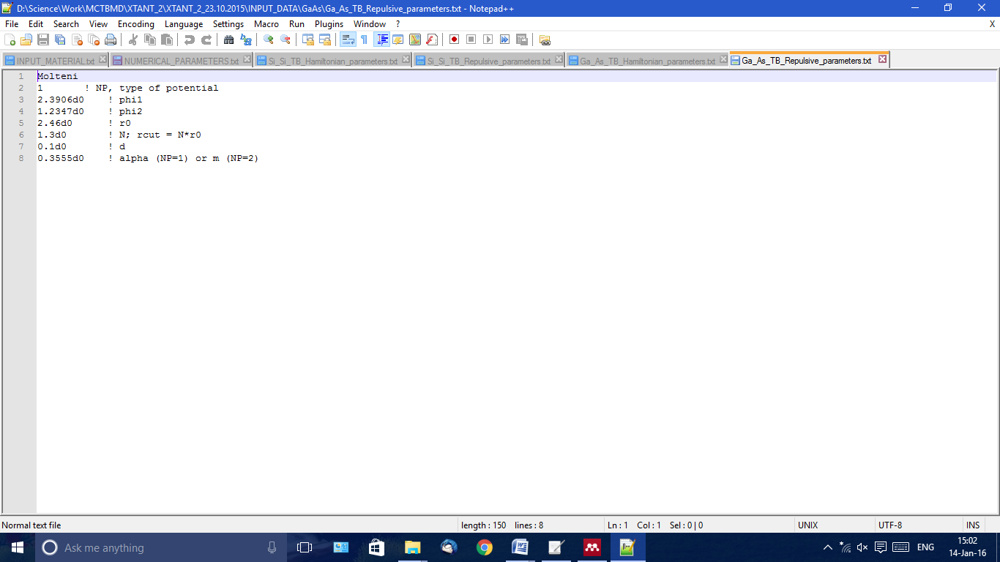 D:\Science\Work\MCTBMD\XTANT_2\XTANT_2_23.10.2015\INPUT_DATA\GaAs\Ga_As_TB_Repulsive_parameters.txt - Notepad++
File Edit Search View Encoding Language Settings Macro Run Plugins Window ? X
INPUT_MATERIAL.txt NUMERICAL_PARAMETERS.txt Si_Si_TB_Hamiltonian_parameters.txt Si_Si_TB_Repulsive_parameters.txt Ga_As_TB_Hamiltonian_parameters.txt Ga_As_TB_Repulsive_parameters.txt
1 Molteni
2 1 ! NP, type of potential
3 2.3906d0 ! phi1
4 1.2347d0 ! phi2
5 2.46d0 ! r0
6 1.3d0 ! N; rcut = N*r0
7 0.1d0 ! d
8 0.3555d0 ! alpha (NP=1) or m (NP=2)
Normal text file length : 150 lines : 8 Ln : 1 Col : 1 Sel : 0 | 0 UNIX UTF-8 INS
Ask me anything ENG 15:02
14-Jan-16